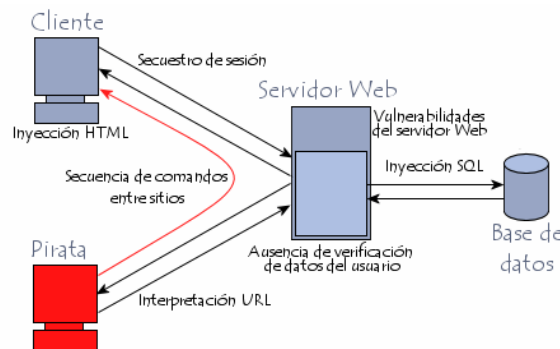 Cliente
Secuestro de sesión
Servidor Web
Inyección HTML
Vulnerabilidades
del servidor Web
Inyección SQL
Secuencia de comandos
entre sitios
Pirata
Ausencia de verificación
de datos del usuario
Base de
datos
Interpretación URL